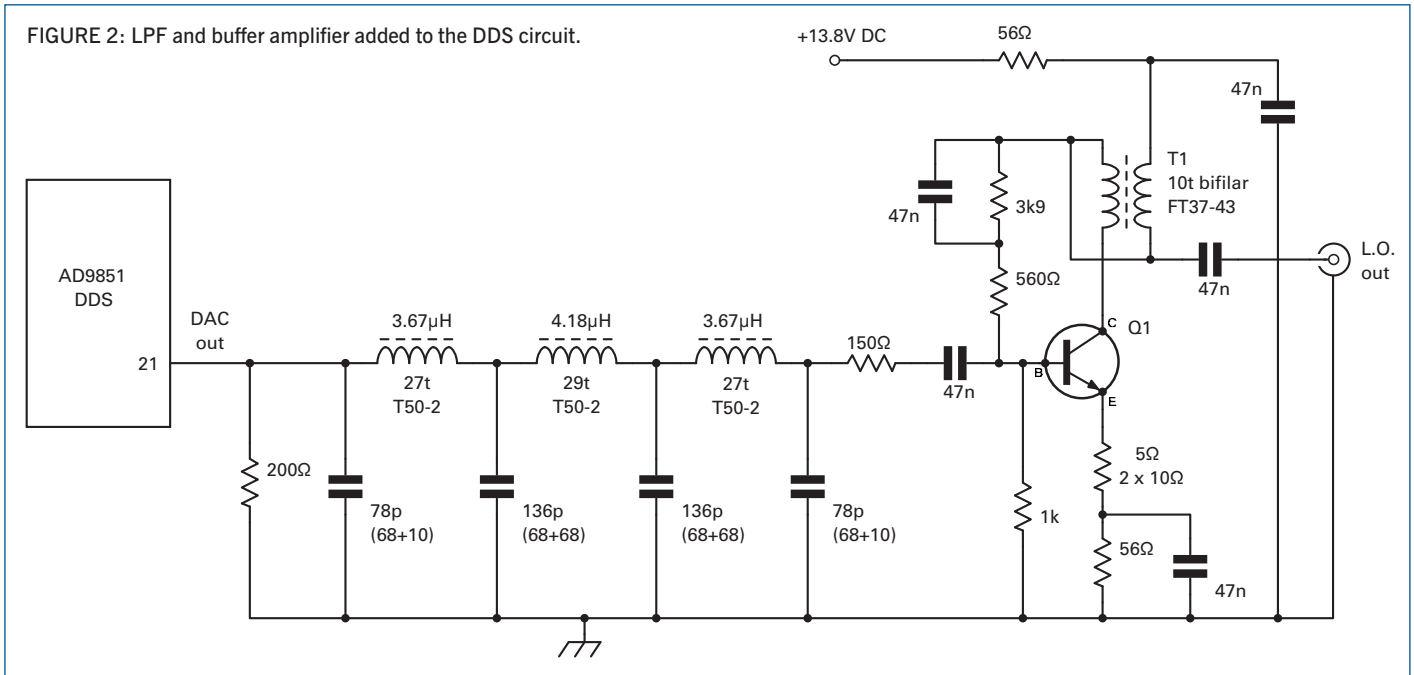 FIGURE 2: LPF and buffer amplifier added to the DDS circuit.
+13.8V DC
56Ω
47n
T1
10t bifilar
FT37-43
47n
3k9
560Ω
47n
L.O.
out
AD9851
DDS
21
DAC
out
3.67µH
27t
T50-2
4.18µH
29t
T50-2
3.67µH
27t
T50-2
150Ω
47n
B
C
E
Q1
200Ω
78p
(68+10)
136p
(68+68)
136p
(68+68)
78p
(68+10)
1k
5Ω
2 x 10Ω
56Ω
47n